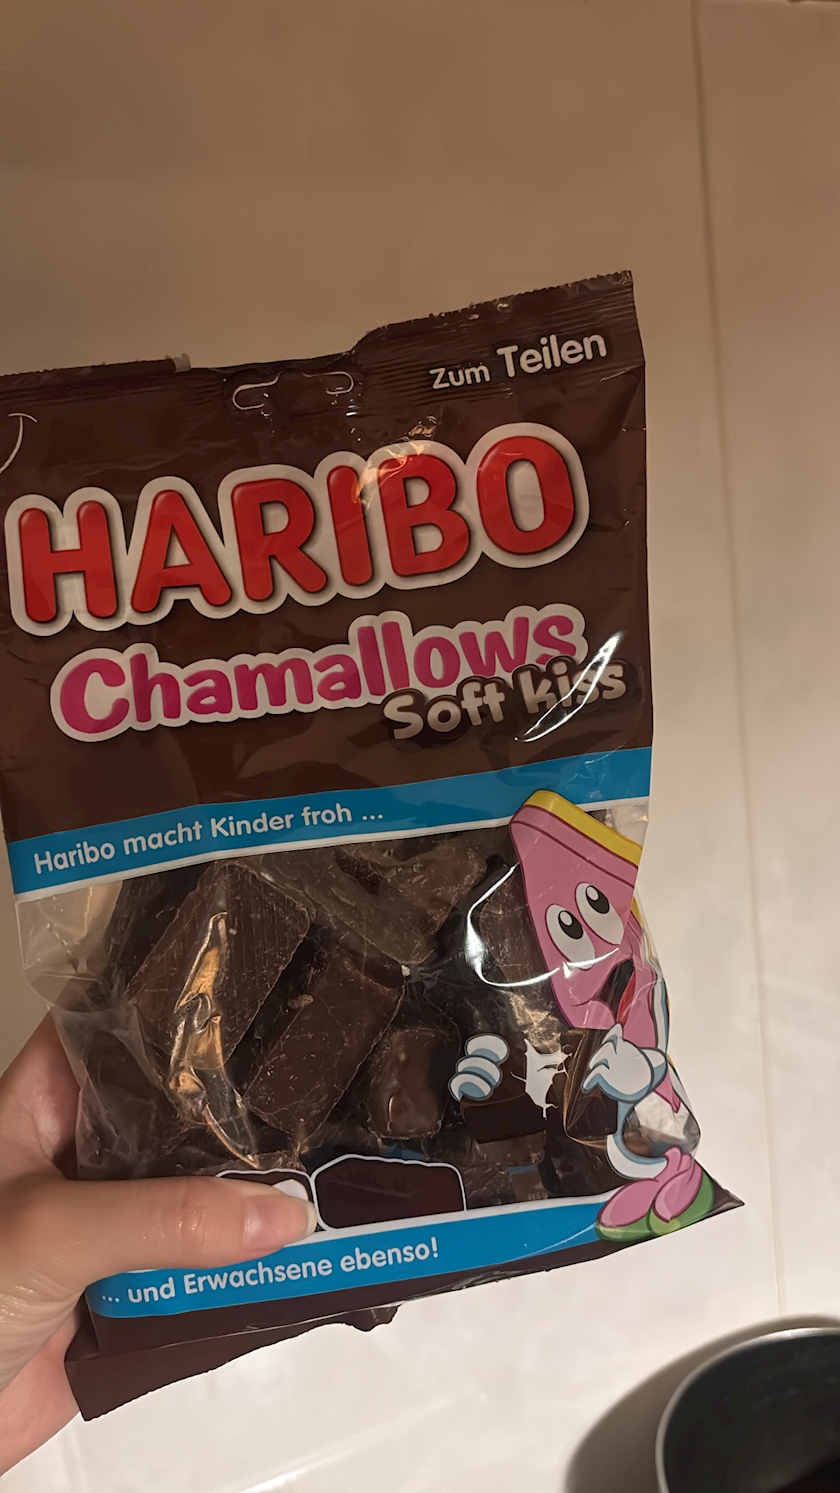 Zum Teilen
HARIBO
Chamallows
Soft kiss
Haribo macht Kinder froh ...
... und Erwachsene ebenso!